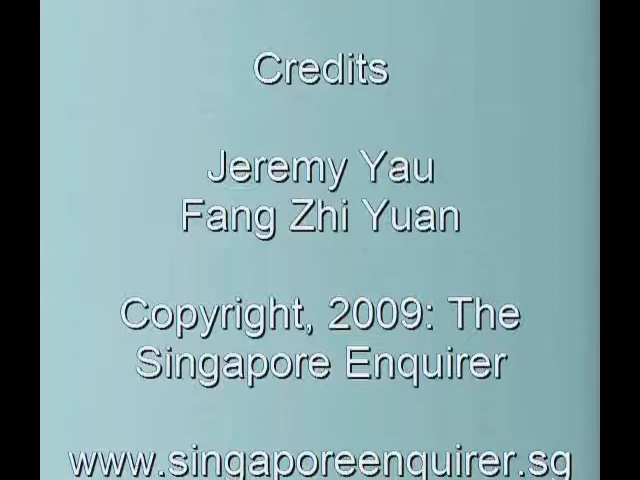 Credits
Jeremy Yau
Fang Zhi Yuan
Copyright, 2009: The
Singapore Enquirer
www.singaporeenquirer.sg